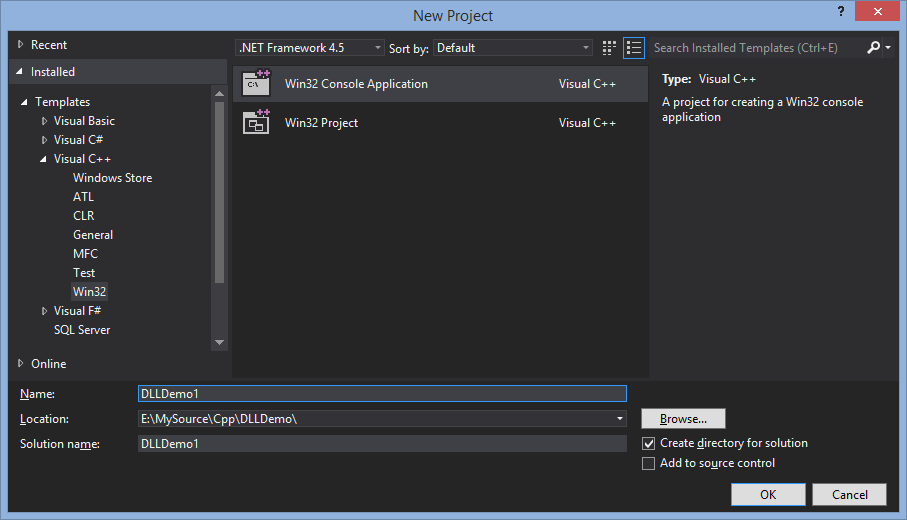 New Project
?
Recent
Installed
Templates
Visual Basic
Visual C#
Visual C++
Windows Store
ATL
CLR
General
MFC
Test
Win32
Visual F#
SQL Server
Online
.NET Framework 4.5 Sort by: Default
Search Installed Templates (Ctrl+E)
C:\ Win32 Console Application Visual C++
Win32 Project Visual C++
Type: Visual C++
A project for creating a Win32 console
application
Name: DLLDemo1
Location: E:\MySource\Cpp\DLLDemo\ Browse...
Solution name: DLLDemo1
Create directory for solution
Add to source control
OK Cancel